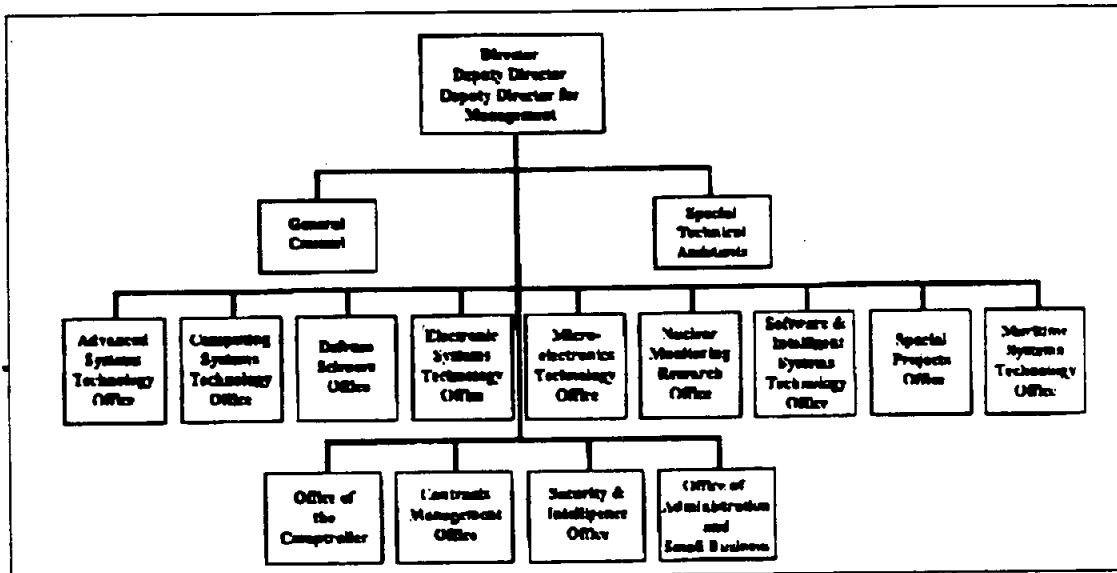 Director
Deputy Director
Deputy Director for
Management
General
Counsel
Special
Technical
Assistants
Advanced
Systems
Technology
Office
Computing
Systems
Technology
Office
Defense
Sciences
Office
Electronic
Systems
Technology
Office
Micro-
electronics
Technology
Office
Nuclear
Monitoring
Research
Office
Software &
Intelligent
Systems
Technology
Office
Special
Projects
Office
Maritime
Systems
Technology
Office
Office of
the
Comptroller
Contracts
Management
Office
Security &
Intelligence
Office
Office of
Administration
and
Small Business